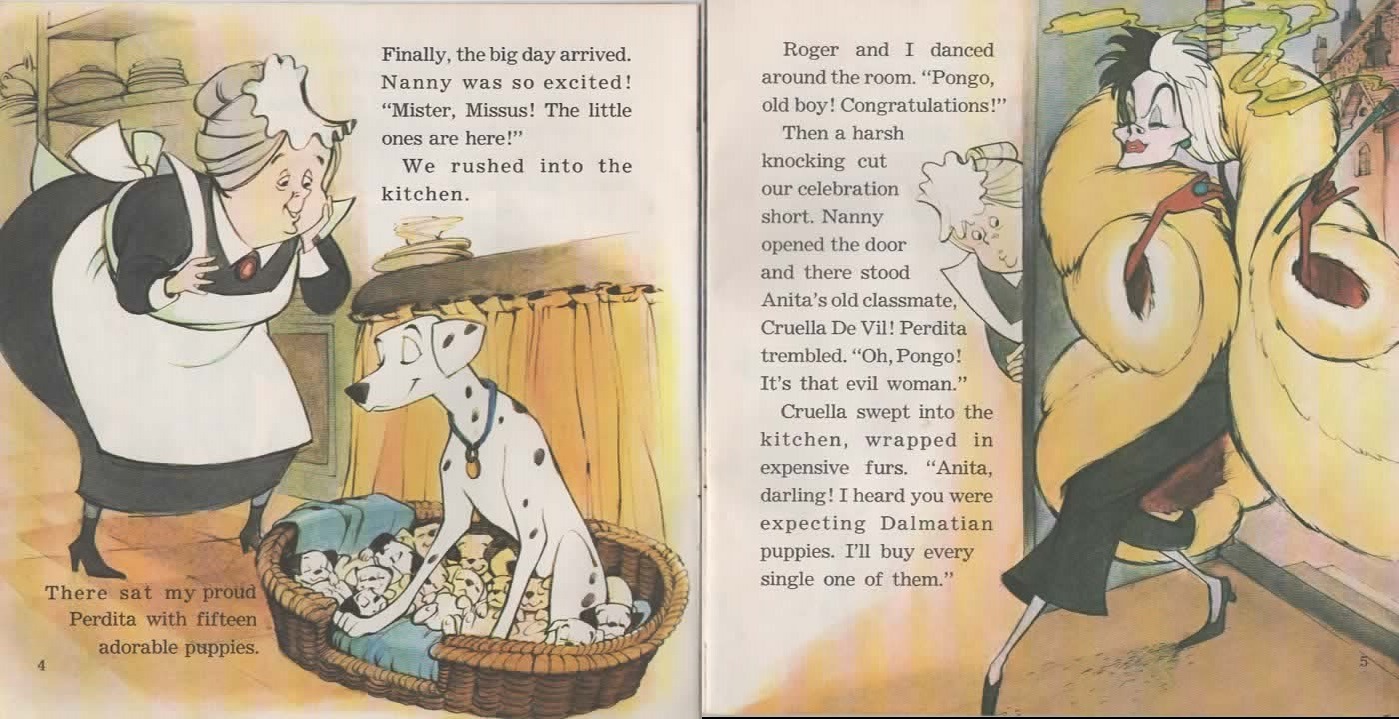 Finally, the big day arrived.
Nanny was so excited!
“Mister, Missus! The little
ones are here!”
We rushed into the
kitchen.
There sat my proud
Perdita with fifteen
adorable puppies.
4
Roger and I danced
around the room. “Pongo,
old boy! Congratulations!”
Then a harsh
knocking cut
our celebration
short. Nanny
opened the door
and there stood
Anita’s old classmate,
Cruella De Vil! Perdita
trembled. “Oh, Pongo!
It’s that evil woman.”
Cruella swept into the
kitchen, wrapped in
expensive furs. “Anita,
darling! I heard you were
expecting Dalmatian
puppies. I’ll buy every
single one of them.”
5